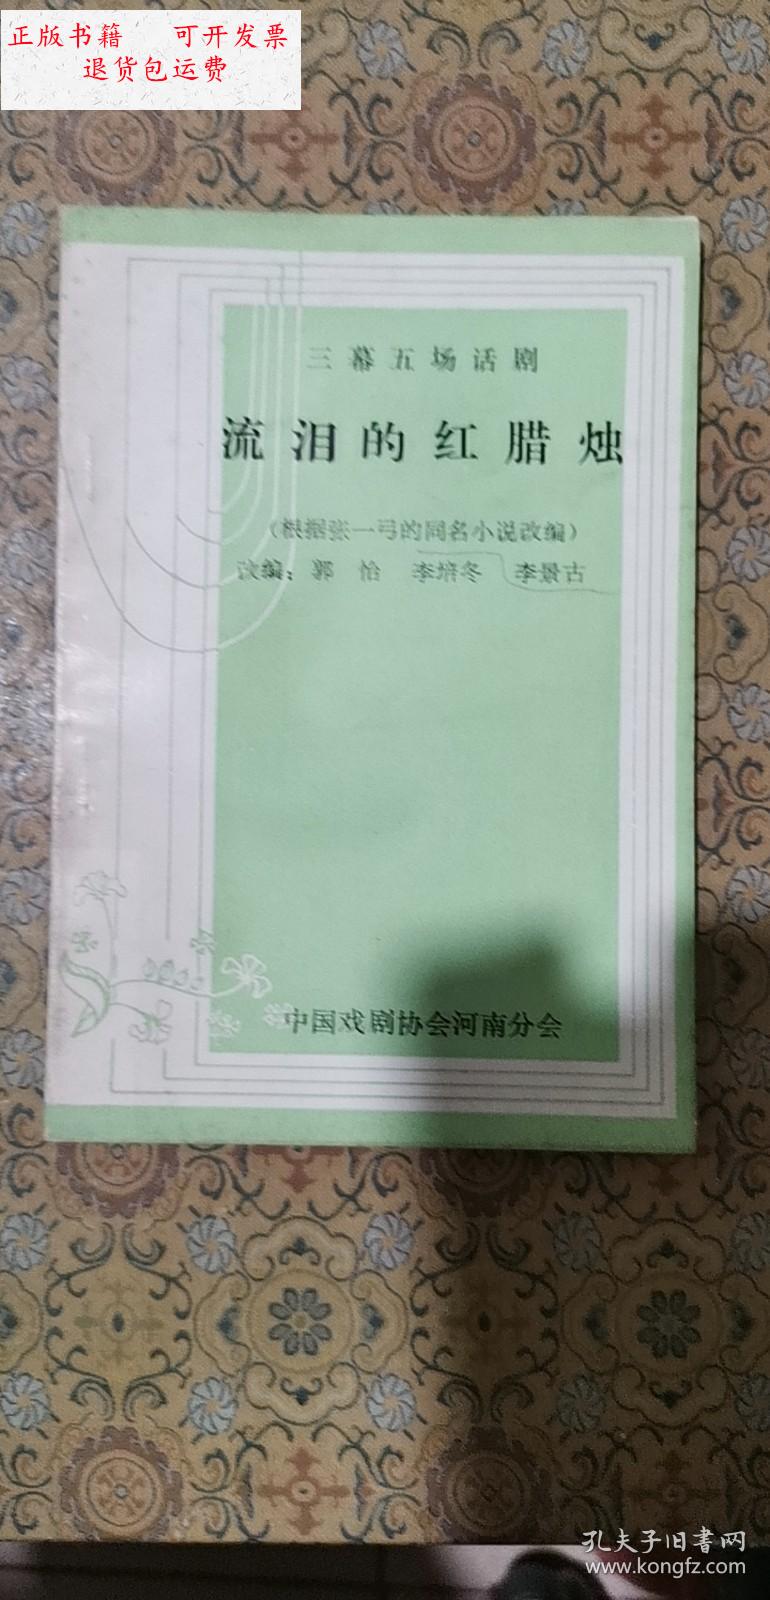 正版书籍 可开发票
退货包运费
三幕五场话剧
流泪的红腊烛
（根据张一弓的同名小说改编）
改编：郭怡 李培冬 李景古
中国戏剧协会河南分会
孔夫子旧書网
www.kongfz.com